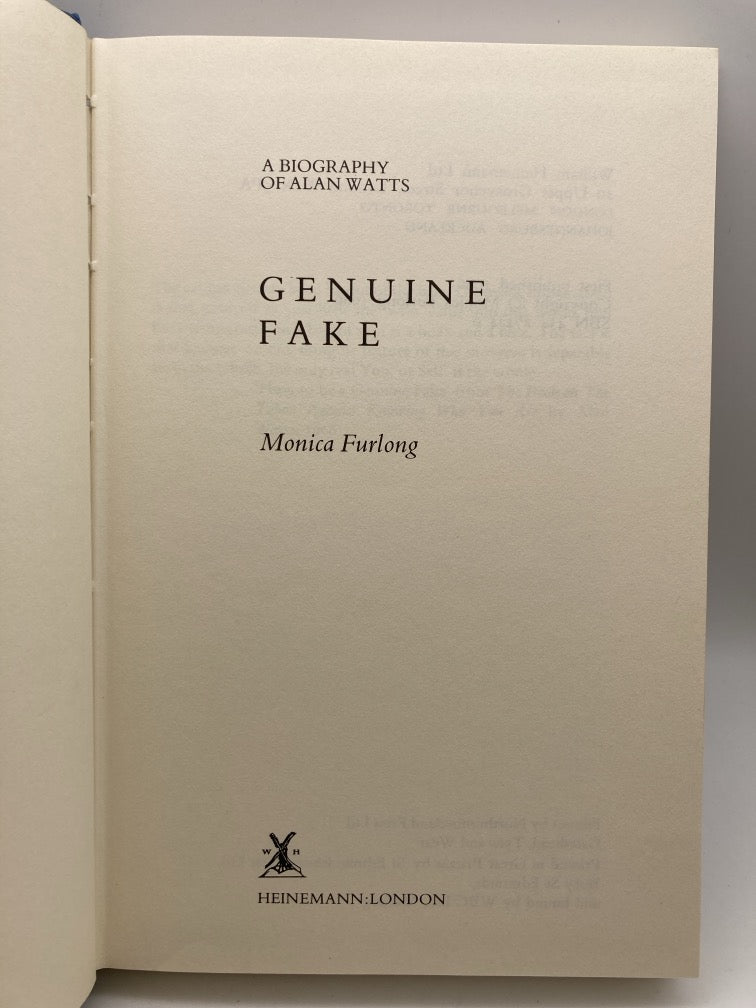 A BIOGRAPHY
OF ALAN WATTS
GENUINE
FAKE
Monica Furlong
W H
HEINEMANN:LONDON